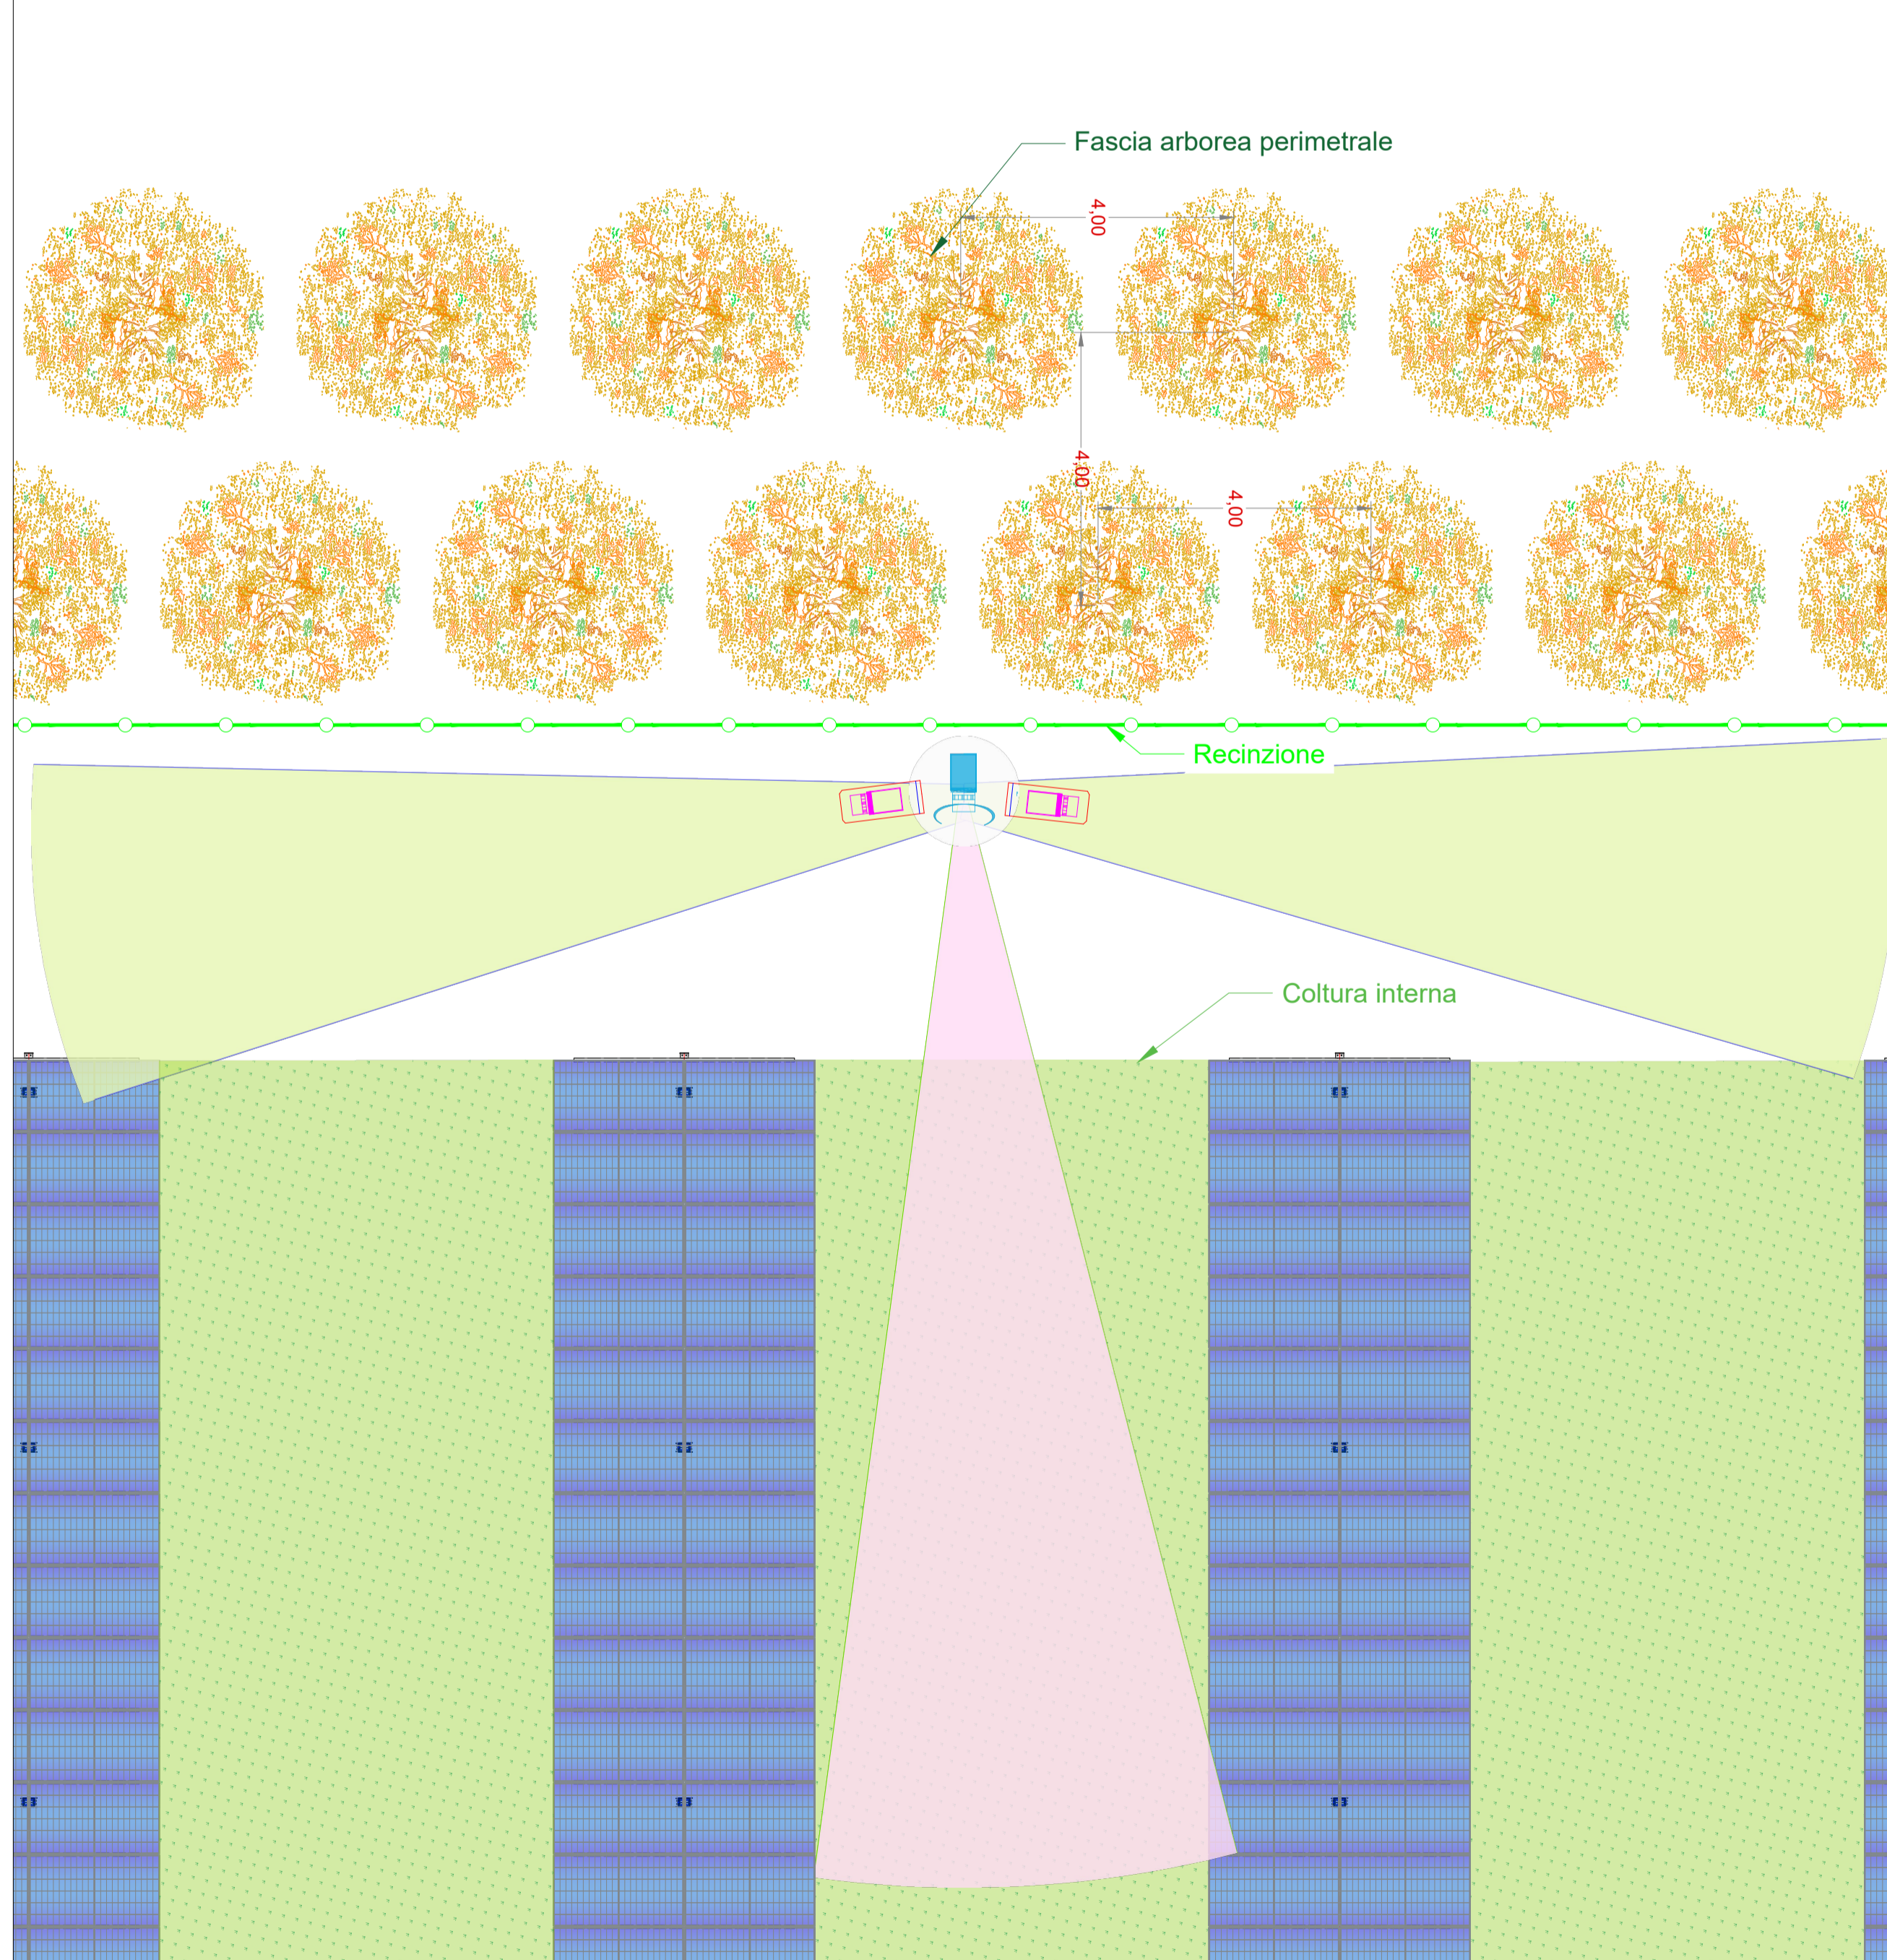 Fascia arborea perimetrale
4,00
4,00
4,00
Recinzione
Coltura interna